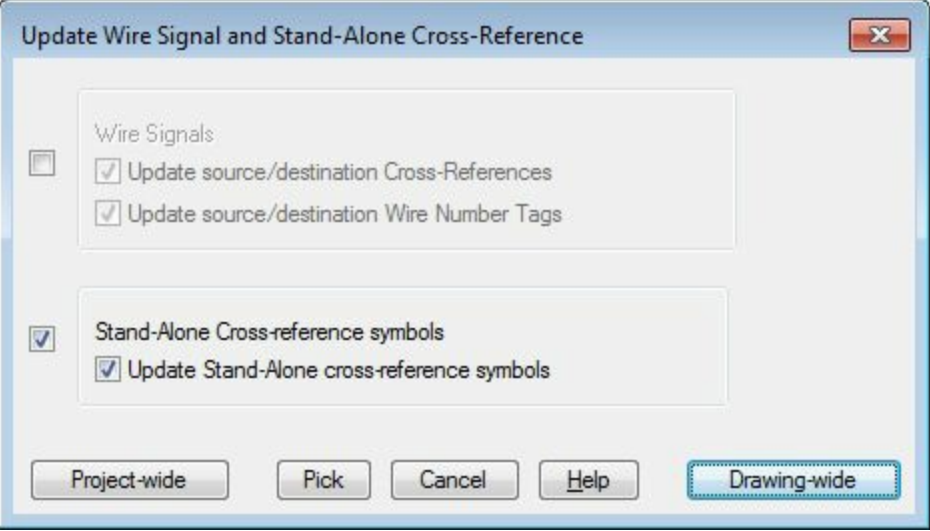 Update Wire Signal and Stand-Alone Cross-Reference
Wire Signals
Update source/destination Cross-References
Update source/destination Wire Number Tags
Stand-Alone Cross-reference symbols
Update Stand-Alone cross-reference symbols
Project-wide Pick Cancel Help Drawing-wide